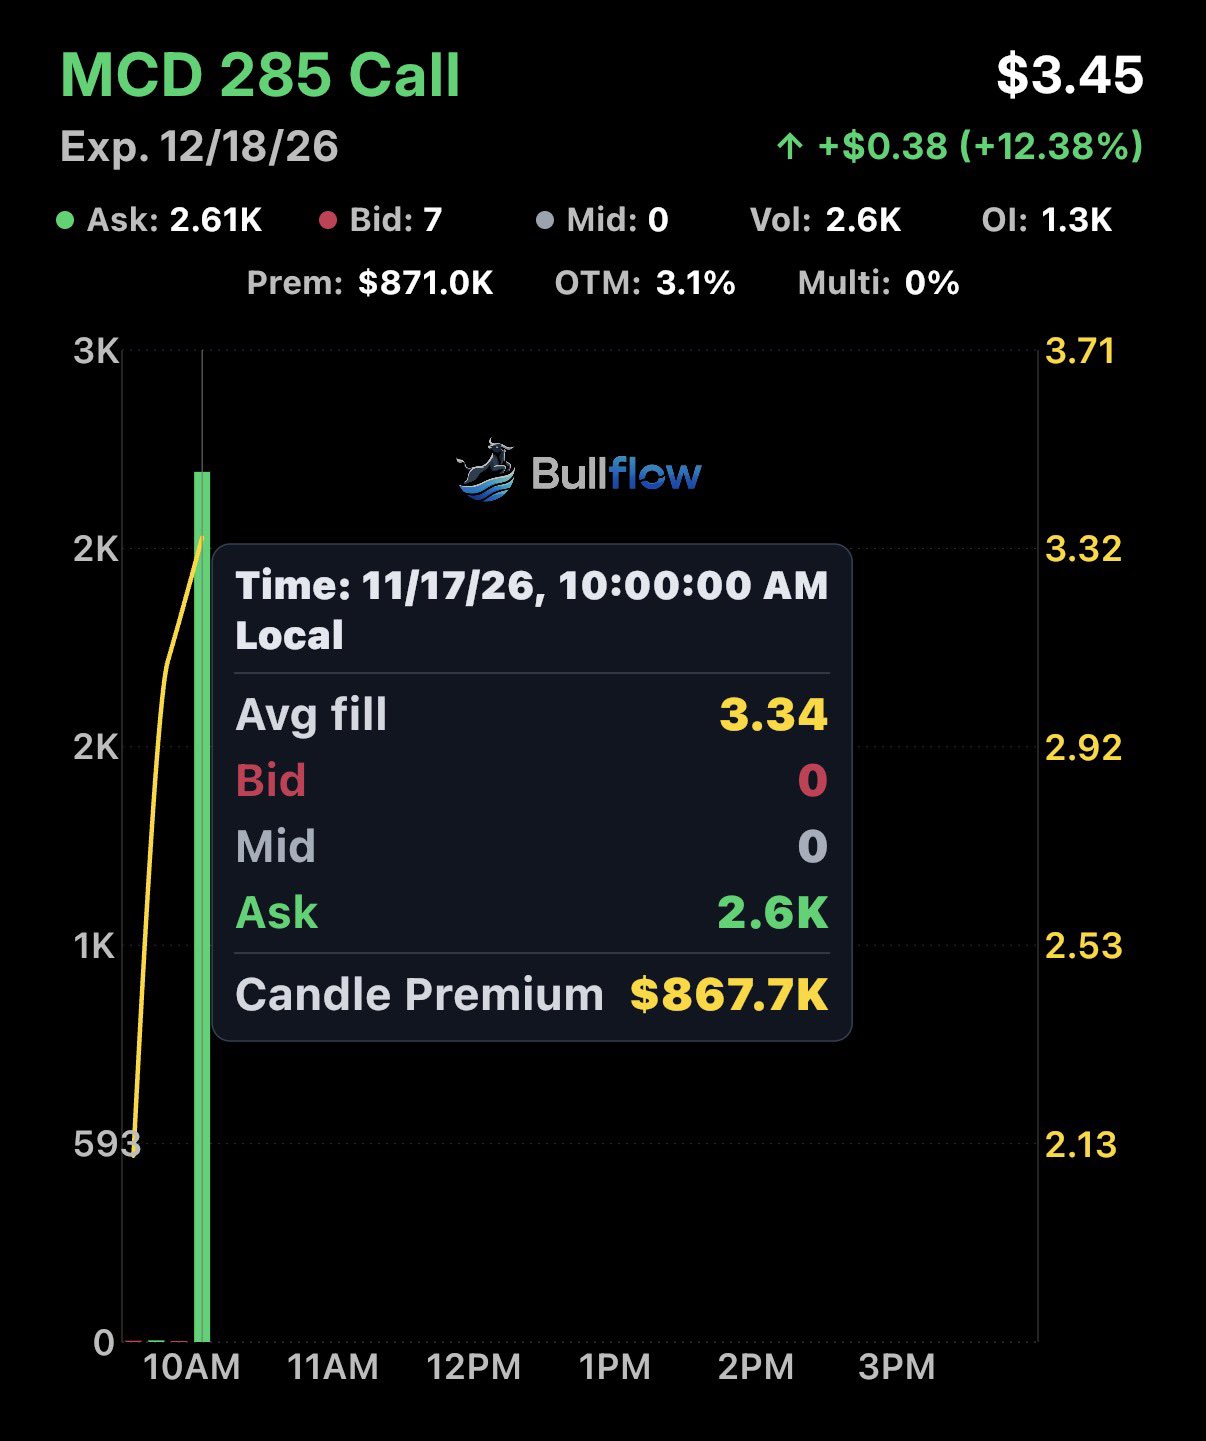 MCD 285 Call
$3.45
Exp. 12/18/26
↑ +$0.38 (+12.38%)
Ask: 2.61K Bid: 7 Mid: 0 Vol: 2.6K OI: 1.3K
Prem: $871.0K OTM: 3.1% Multi: 0%
3K
3.71
Bullflow
2K
3.32
Time: 11/17/26, 10:00:00 AM
Local
Avg fill 3.34
2K
2.92
Bid 0
Mid 0
Ask 2.6K
1K
2.53
Candle Premium $867.7K
593
2.13
0
10AM 11AM 12PM 1PM 2PM 3PM